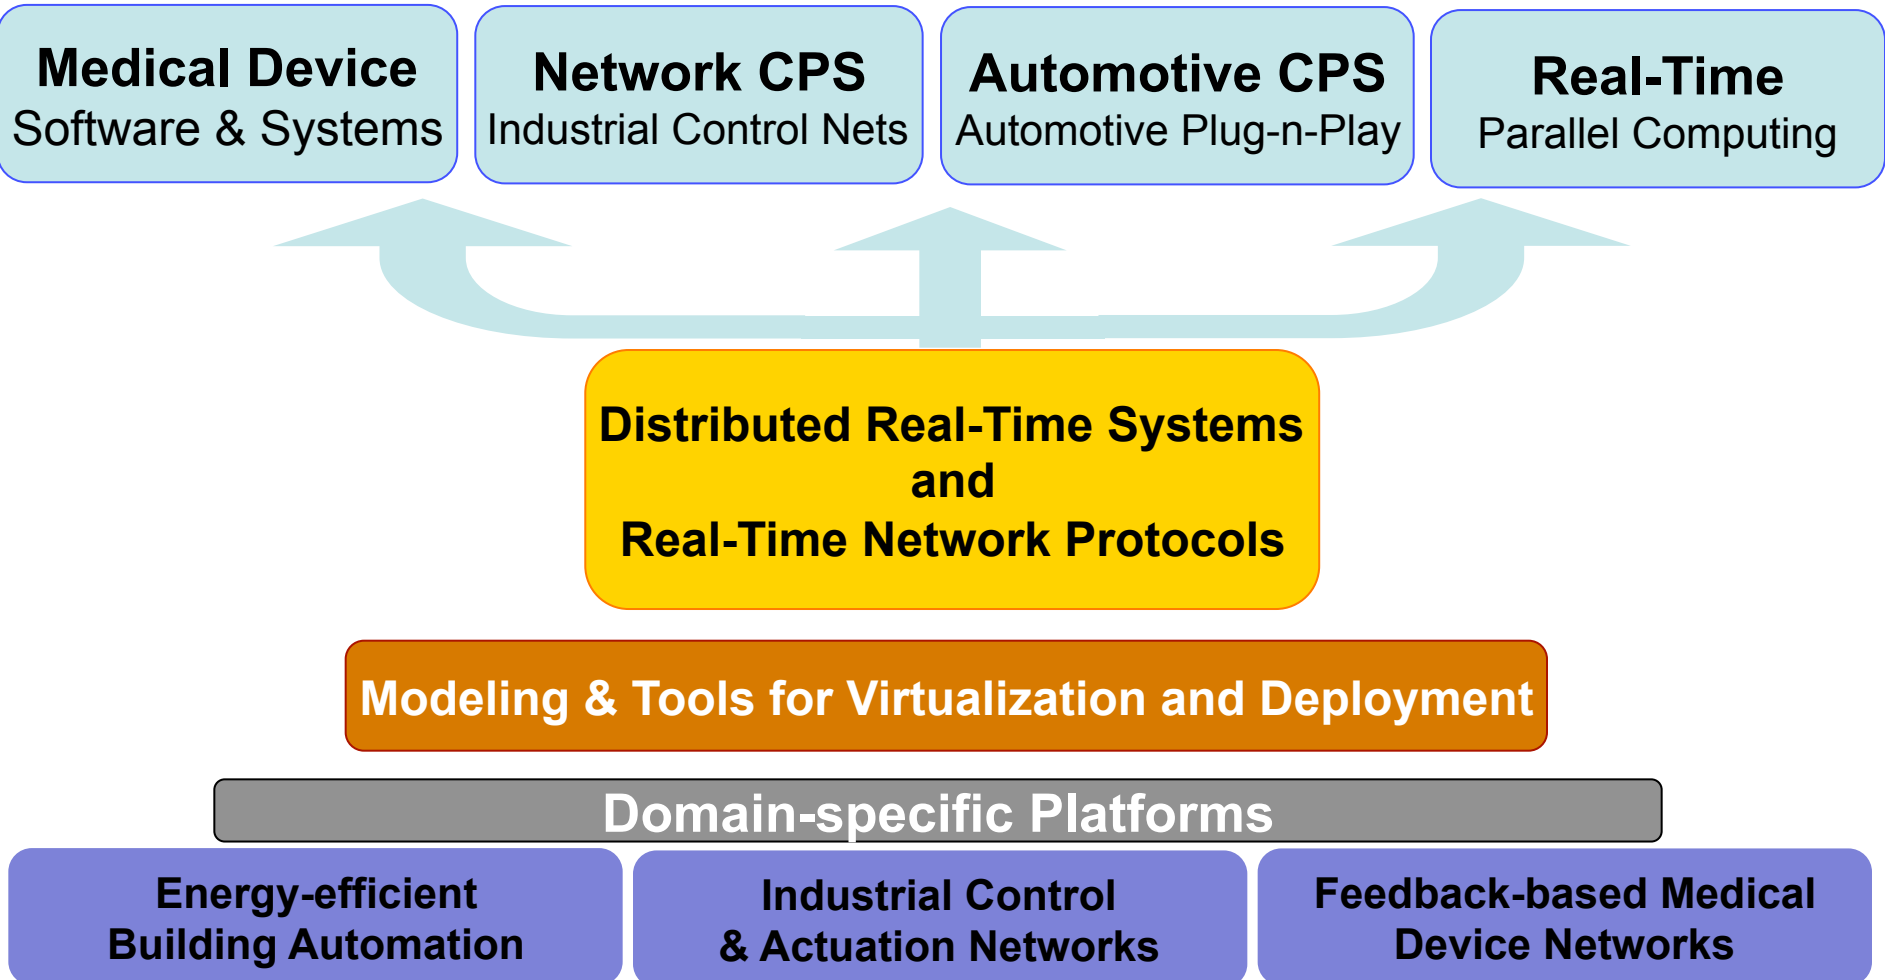 Medical Device
Software & Systems
Network CPS
Industrial Control Nets
Automotive CPS
Automotive Plug-n-Play
Real-Time
Parallel Computing
Distributed Real-Time Systems
and
Real-Time Network Protocols
Modeling & Tools for Virtualization and Deployment
Domain-specific Platforms
Energy-efficient
Building Automation
Industrial Control
& Actuation Networks
Feedback-based Medical
Device Networks